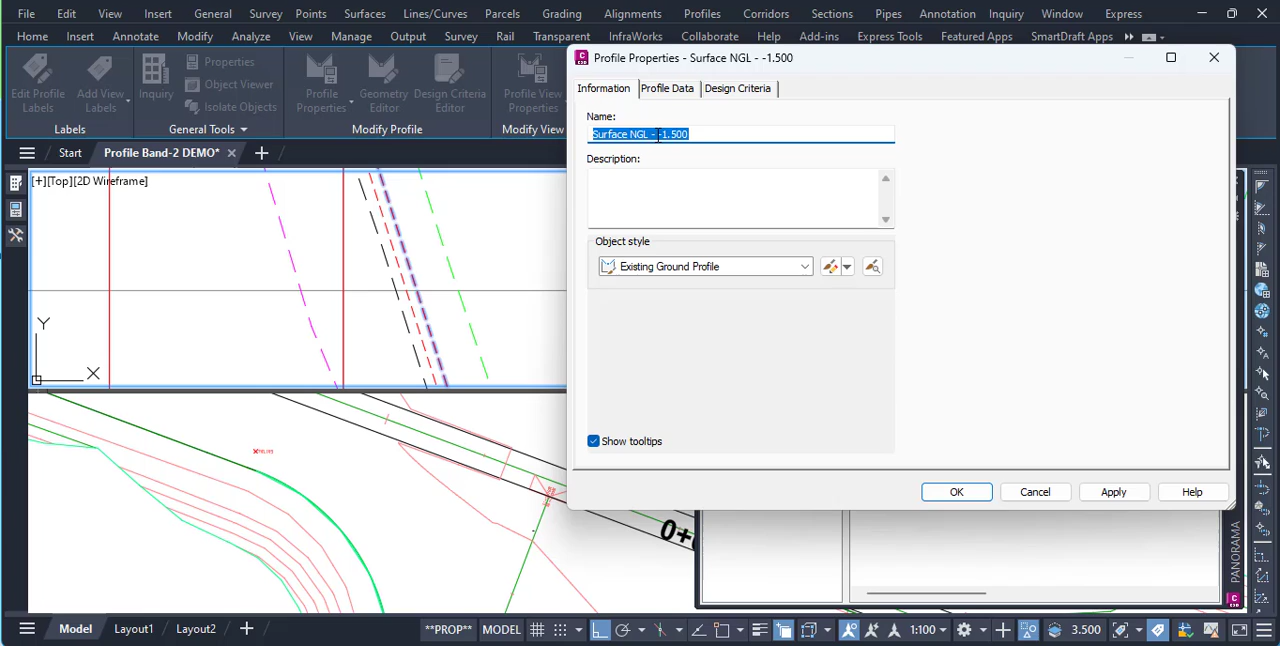 File Edit View Insert General Survey Points Surfaces Lines/Curves Parcels Grading Alignments Profiles Corridors Sections Pipes Annotation Inquiry Window Express
Home Insert Annotate Modify Analyze View Manage Output Survey Rail Transparent InfraWorks Collaborate Help Add-ins Express Tools Featured Apps SmartDraft Apps
Edit Profile Labels
Add View Labels
Inquiry
Properties
Object Viewer
Isolate Objects
Profile Properties
Geometry Editor
Design Criteria Editor
Profile View Properties
Labels
General Tools
Modify Profile
Modify View
Start
Profile Band-2 DEMO*
[+][Top][2D Wireframe]
Y
X
Profile Properties - Surface NGL - -1.500
Information
Profile Data
Design Criteria
Name:
Surface NGL - -1.500
Description:
Object style
Existing Ground Profile
Show tooltips
OK
Cancel
Apply
Help
PANORAMA
Model
Layout1
Layout2
**PROP**
MODEL
1:100
3.500